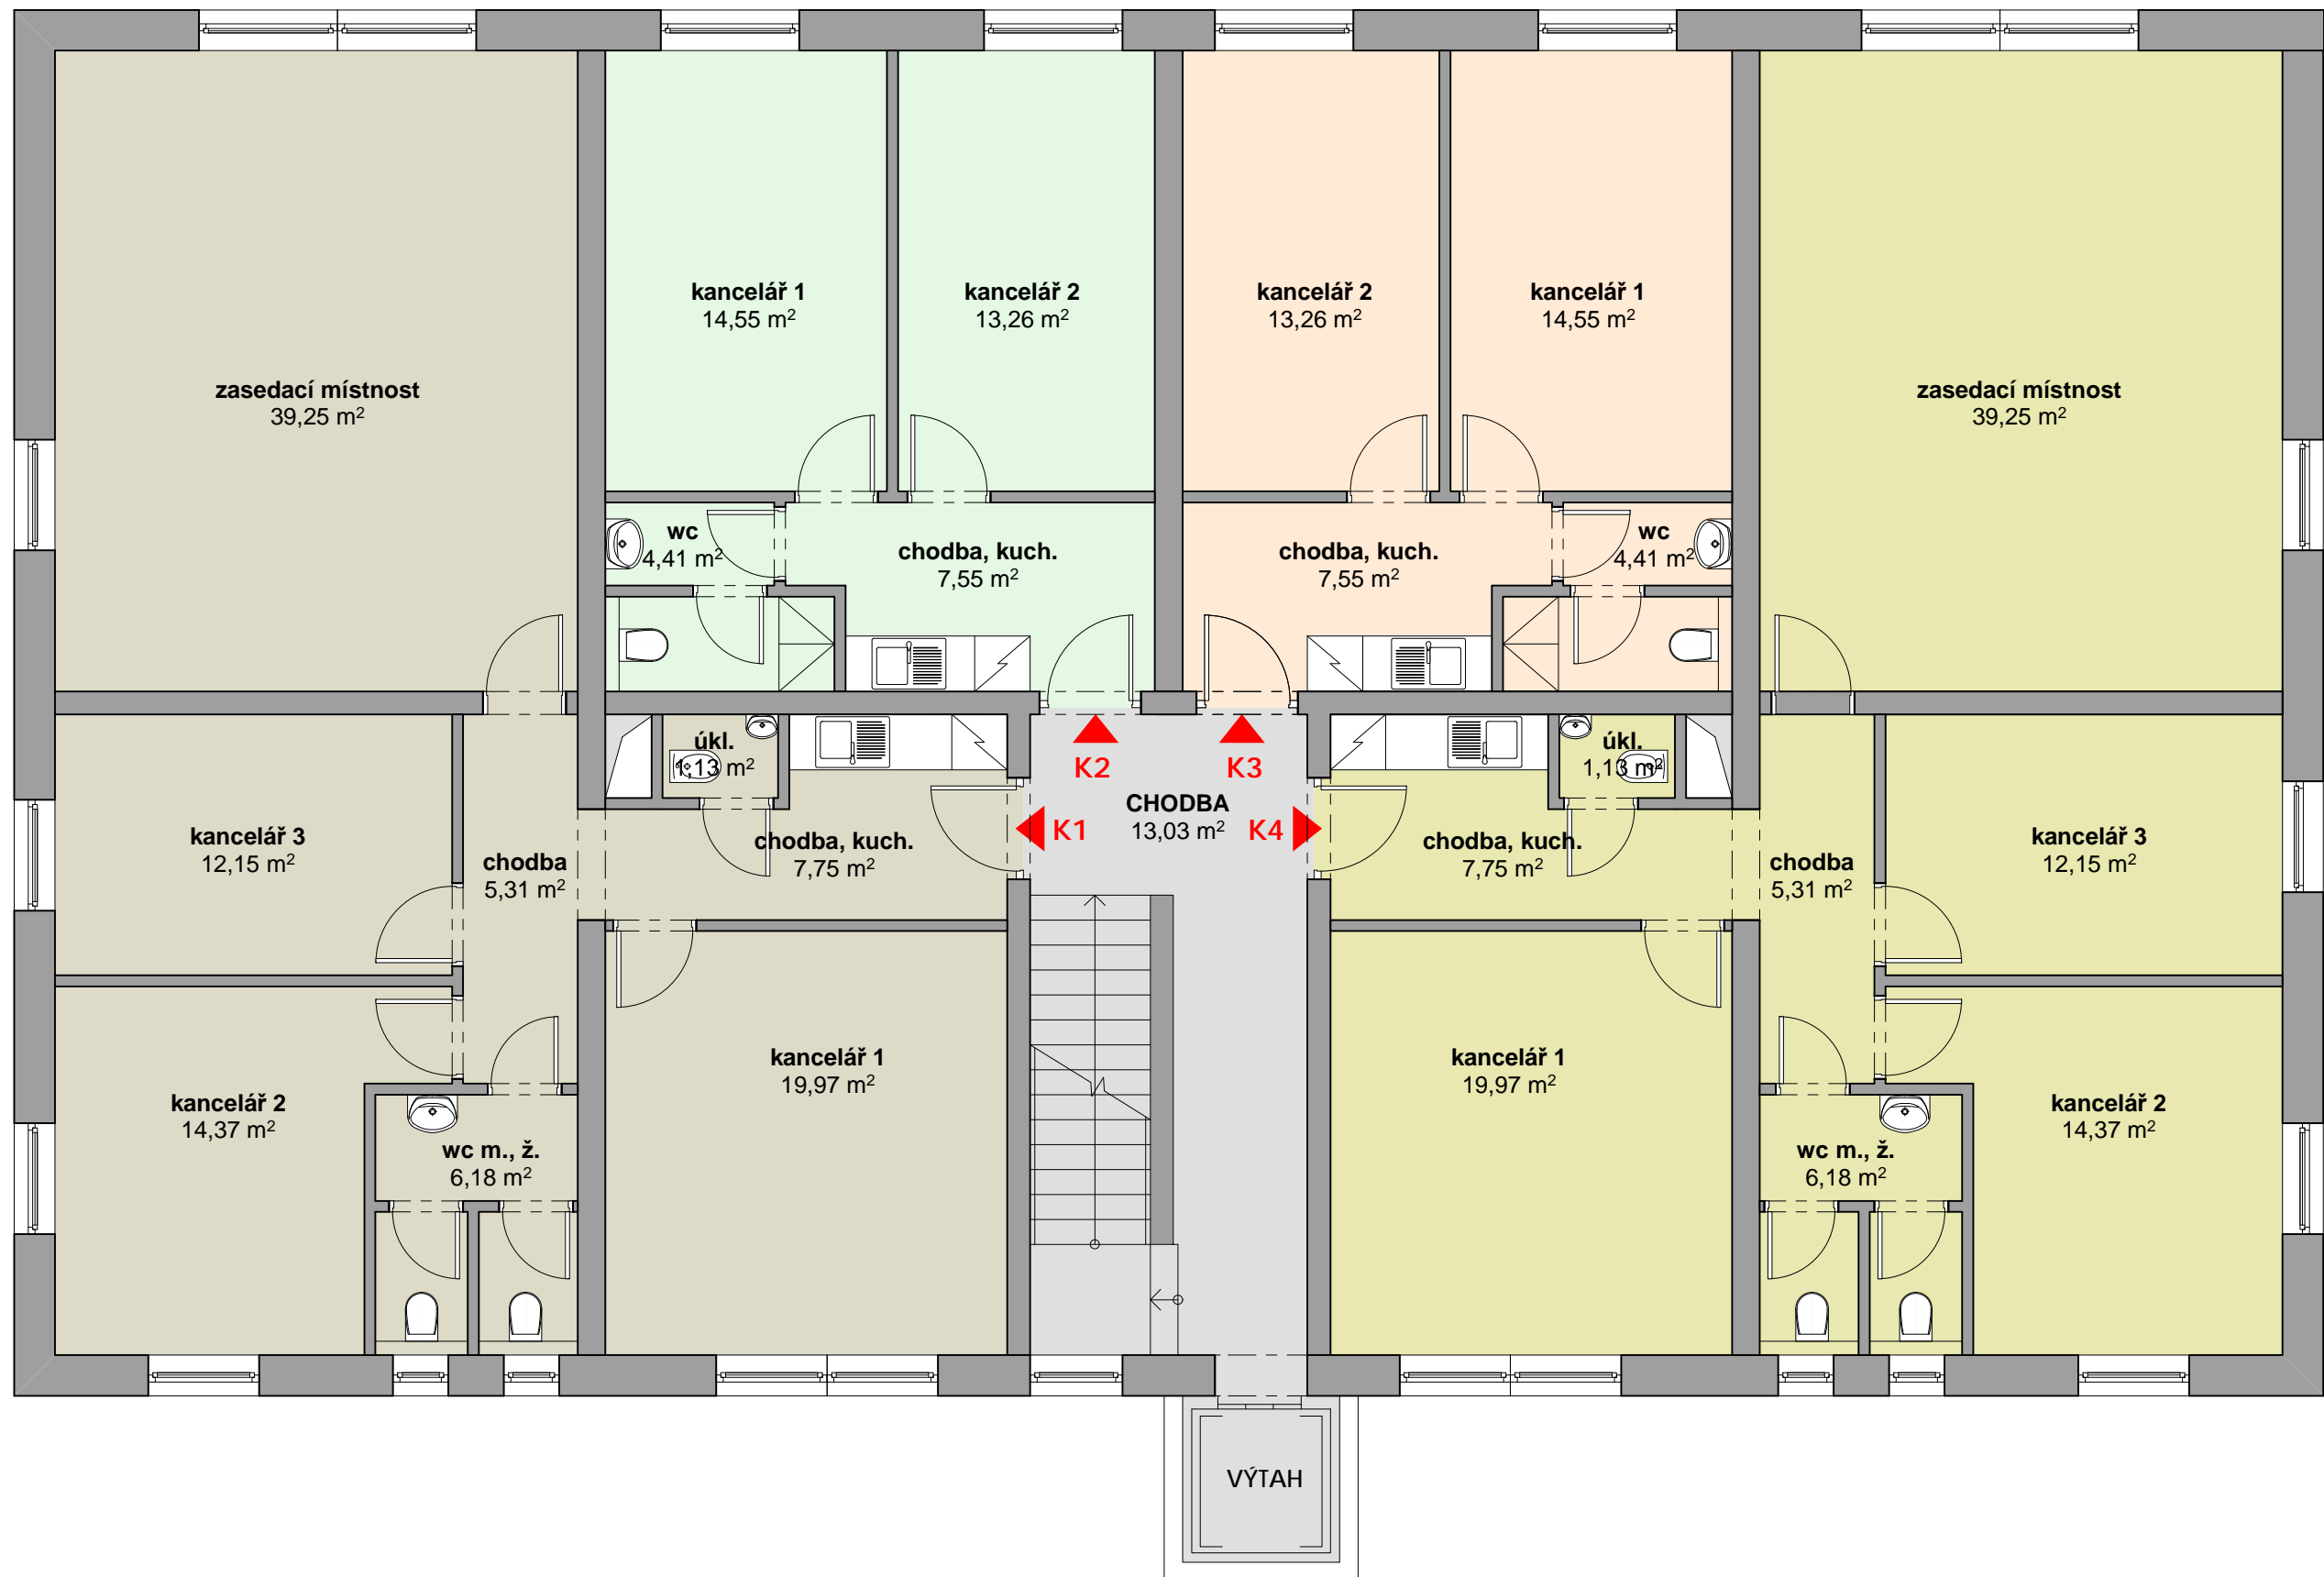 kancelář 1
14,55 m²
kancelář 2
13,26 m²
kancelář 2
13,26 m²
kancelář 1
14,55 m²
zasedací místnost
39,25 m²
zasedací místnost
39,25 m²
wc
4,41 m²
chodba, kuch.
7,55 m²
chodba, kuch.
7,55 m²
wc
4,41 m²
úkl.
1,13 m²
K2
K3
úkl.
1,13 m²
CHODBA
13,03 m²
K1
K4
kancelář 3
12,15 m²
chodba
5,31 m²
chodba, kuch.
7,75 m²
chodba, kuch.
7,75 m²
chodba
5,31 m²
kancelář 3
12,15 m²
kancelář 1
19,97 m²
kancelář 1
19,97 m²
kancelář 2
14,37 m²
kancelář 2
14,37 m²
wc m., ž.
6,18 m²
wc m., ž.
6,18 m²
VÝTAH